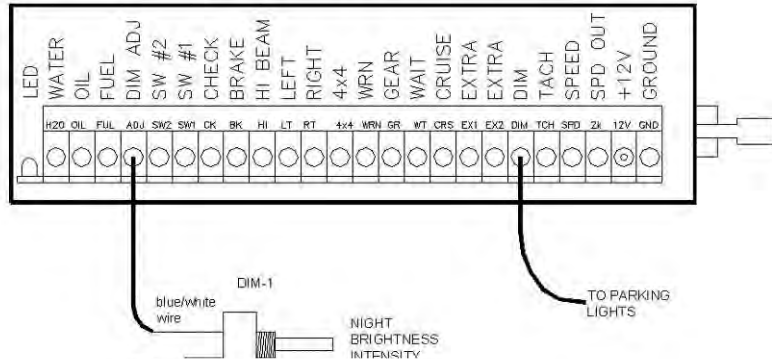 LED
WATER
OIL
FUEL
DIM ADJ
SW #2
SW #1
CHECK
BRAKE
HI BEAM
LEFT
RIGHT
4x4
WRN
GEAR
WAIT
CRUISE
EXTRA
EXTRA
DIM
TACH
SPEED
SPD OUT
+12V
GROUND
H2O OIL FUL ADJ SW2 SW1 CK BK HI LT RT 4x4 WRN GR WT CRS EX1 EX2 DIM TCH SPD 2k 12V GND
DIM-1
blue/white
wire
NIGHT
BRIGHTNESS
INTENSITY
TO PARKING
LIGHTS